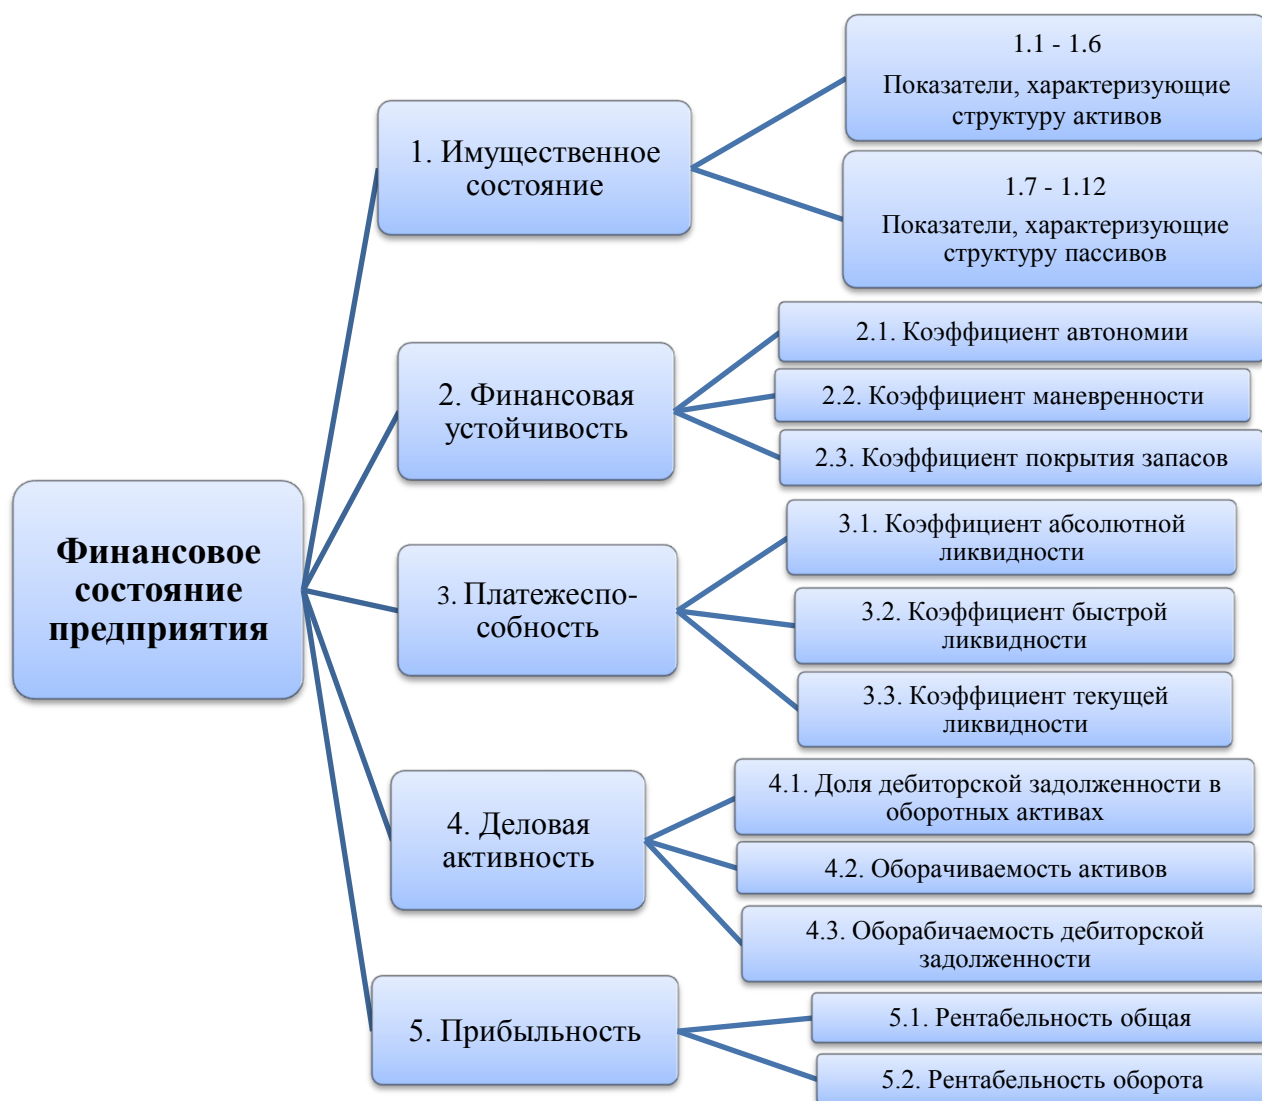 Финансовое
состояние
предприятия
1. Имущественное
состояние
1.1 - 1.6
Показатели, характеризующие
структуру активов
1.7 - 1.12
Показатели, характеризующие
структуру пассивов
2. Финансовая
устойчивость
2.1. Коэффициент автономии
2.2. Коэффициент маневренности
2.3. Коэффициент покрытия запасов
3. Платежеспо-
собность
3.1. Коэффициент абсолютной
ликвидности
3.2. Коэффициент быстрой
ликвидности
3.3. Коэффициент текущей
ликвидности
4. Деловая
активность
4.1. Доля дебиторской задолженности в
оборотных активах
4.2. Оборачиваемость активов
4.3. Оборабичаемость дебиторской
задолженности
5. Прибыльность
5.1. Рентабельность общая
5.2. Рентабельность оборота